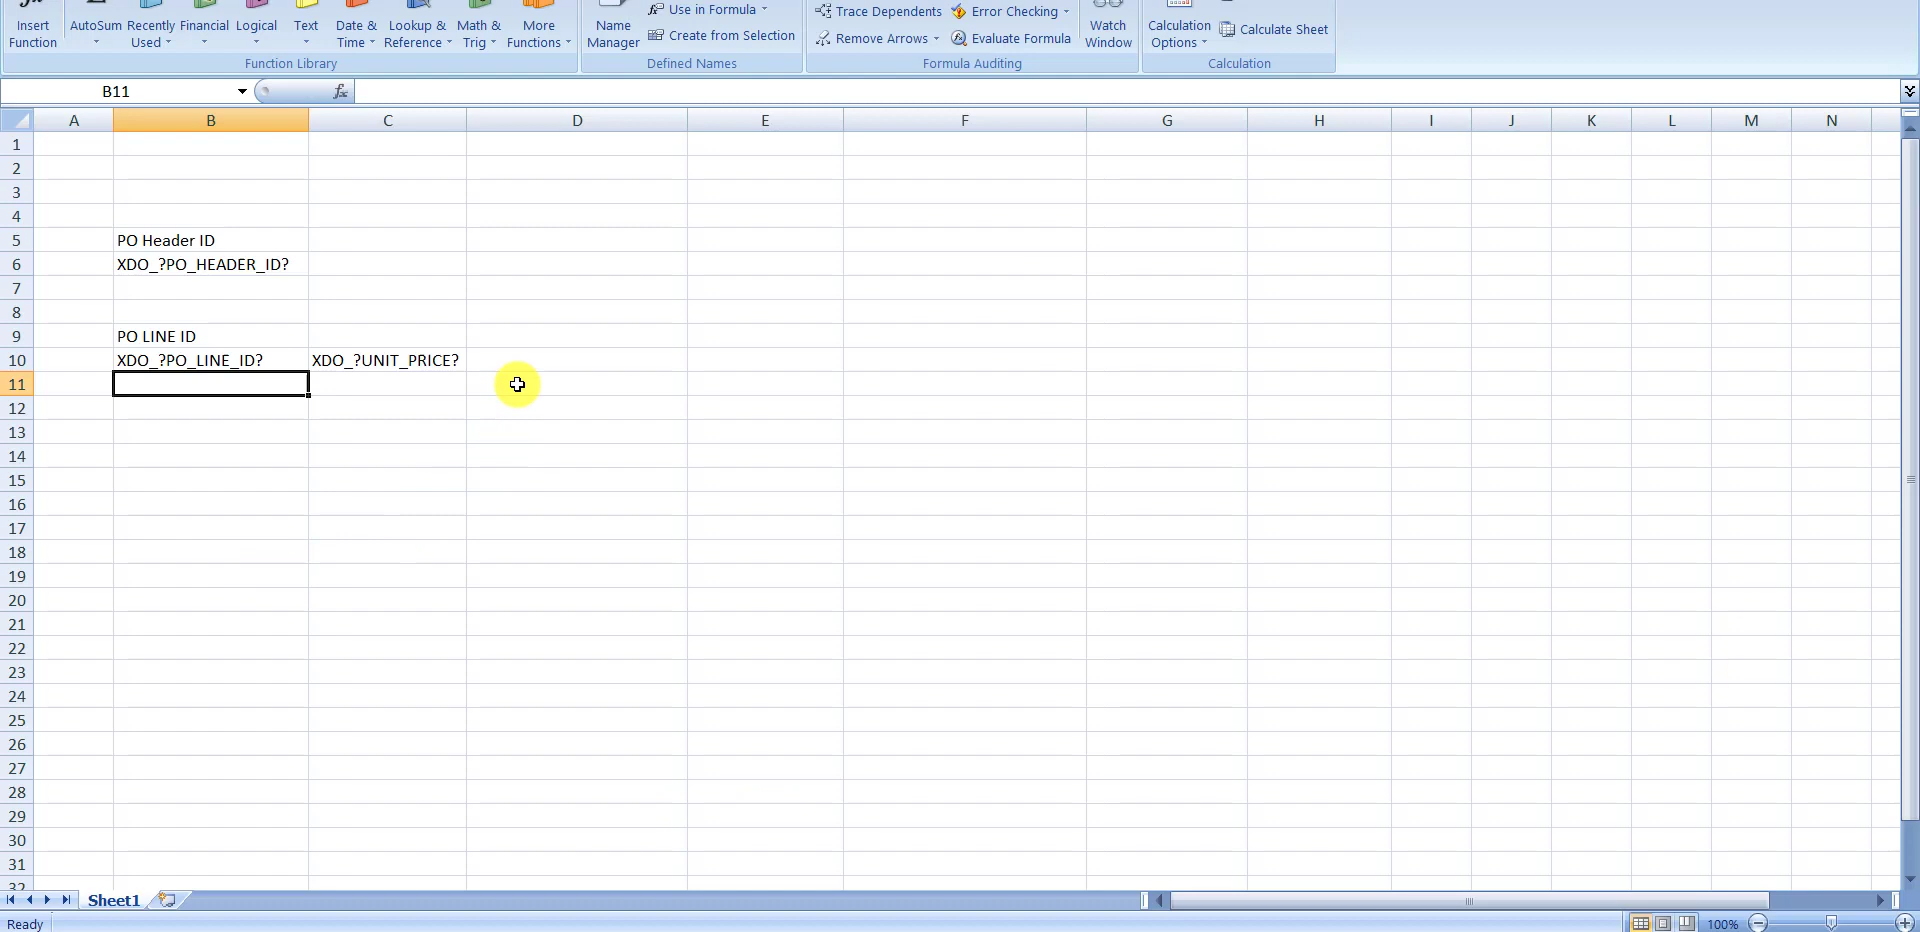 Insert Function
AutoSum
Recently Used
Financial
Logical
Text
Date & Time
Lookup & Reference
Math & Trig
More Functions
Function Library
Name Manager
Use in Formula
Create from Selection
Defined Names
Trace Dependents
Remove Arrows
Error Checking
Evaluate Formula
Formula Auditing
Watch Window
Calculation Options
Calculate Sheet
Calculation
B11
fx
A B C D E F G H I J K L M N
1
2
3
4
5 PO Header ID
6 XDO_?PO_HEADER_ID?
7
8
9 PO LINE ID
10 XDO_?PO_LINE_ID? XDO_?UNIT_PRICE?
11
12
13
14
15
16
17
18
19
20
21
22
23
24
25
26
27
28
29
30
31
32
Sheet1
Ready
100%